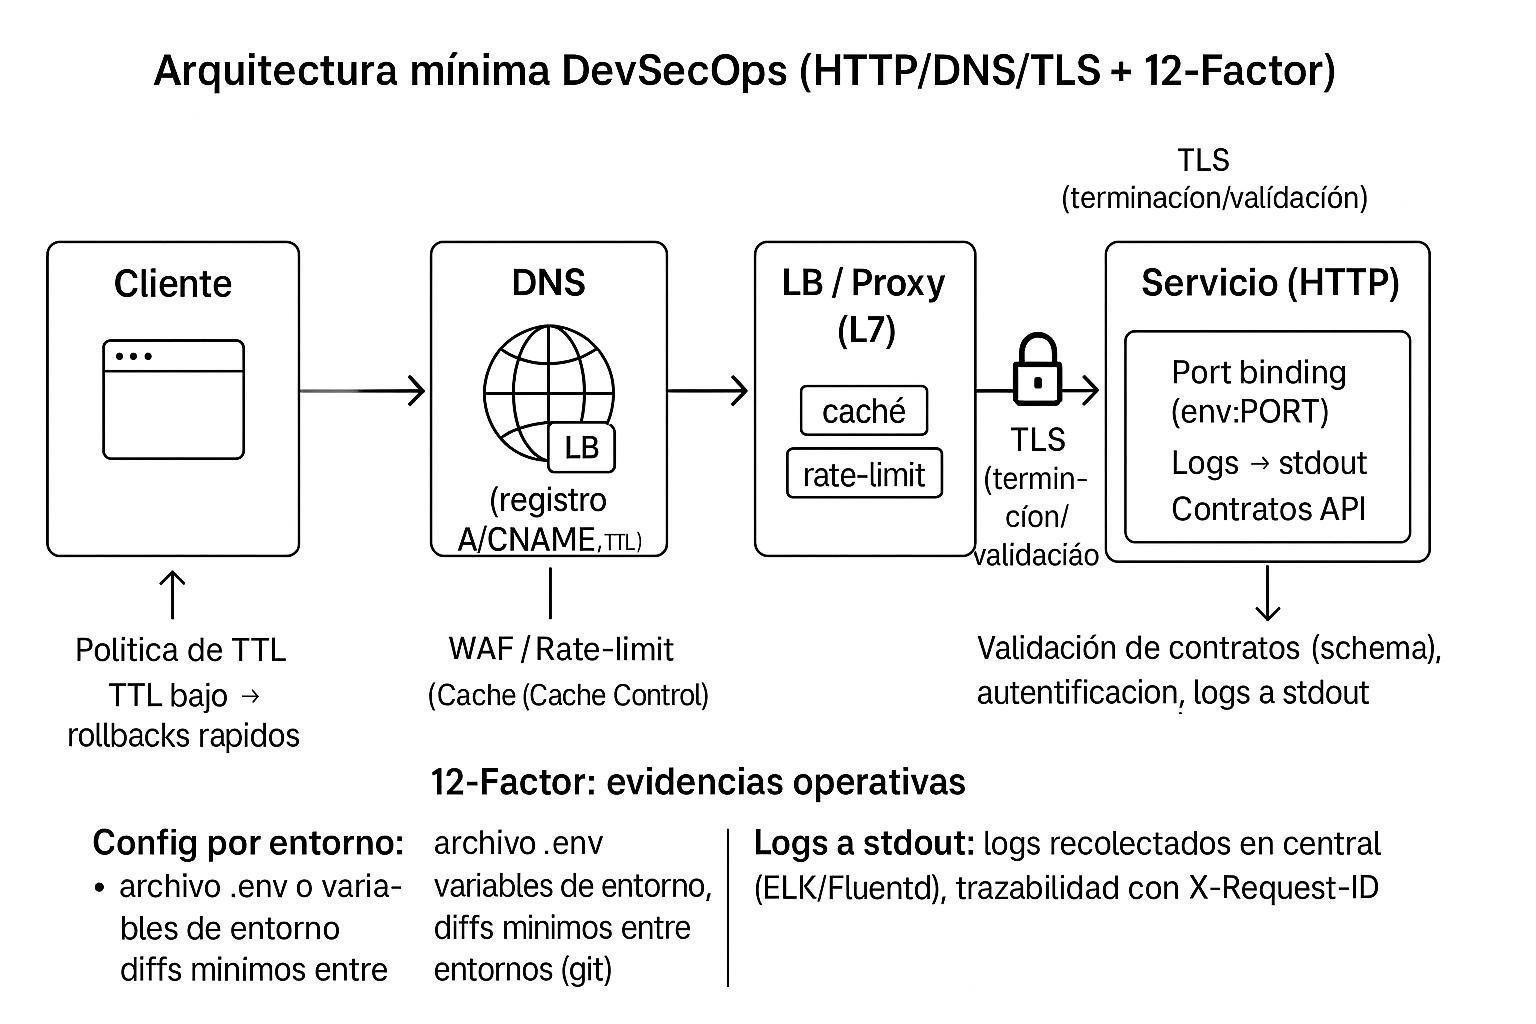 Arquitectura mínima DevSecOps (HTTP/DNS/TLS + 12-Factor)
TLS
(terminacíon/valídacíón)
Cliente
DNS
LB
(registro
A/CNAME, TTL)
LB / Proxy
(L7)
caché
rate-limit
TLS
(termin-
cíon/
validaciáo
Servicio (HTTP)
Port binding
(env:PORT)
Logs → stdout
Contratos API
Politica de TTL
TTL bajo →
rollbacks rapidos
WAF / Rate-limit
(Cache (Cache Control)
Validación de contratos (schema),
autentificacion, logs a stdout
12-Factor: evidencias operativas
Config por entorno:
• archivo .env o varia-
bles de entorno
diffs minimos entre
archivo .env
variables de entorno,
diffs minimos entre
entornos (git)
Logs a stdout: logs recolectados en central
(ELK/Fluentd), trazabilidad con X-Request-ID